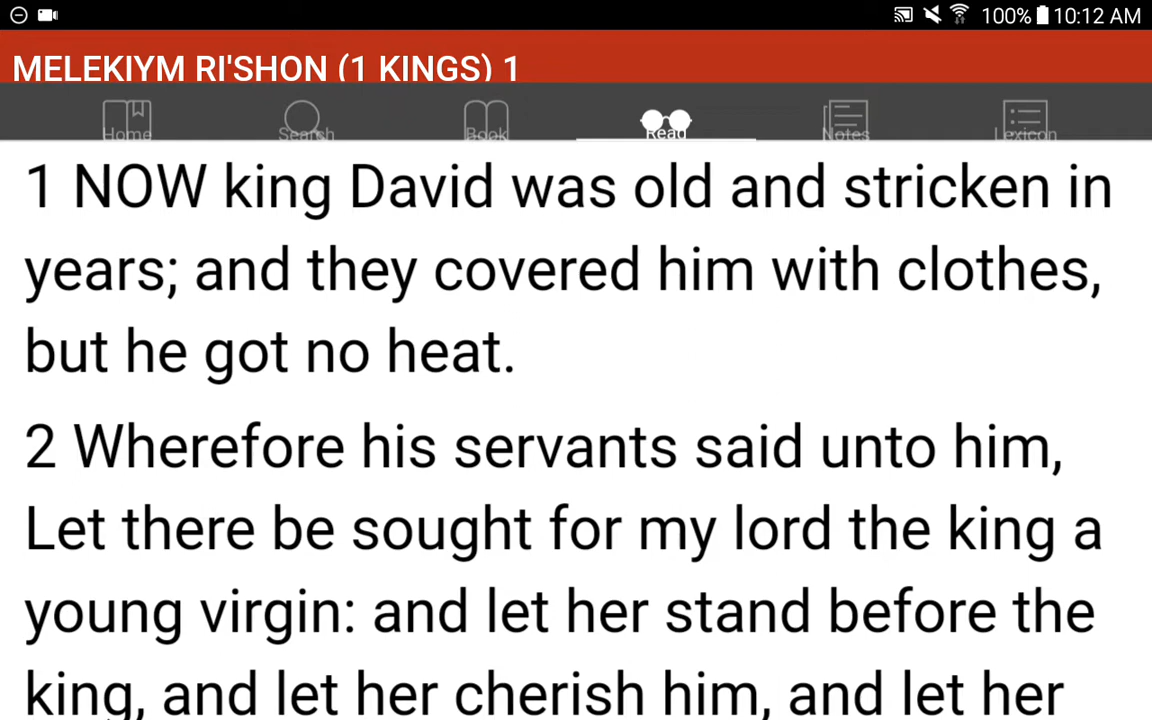 100% 10:12 AM
MELEKIYM RI'SHON (1 KINGS) 1
Home Search Book Read Notes Lexicon
1 NOW king David was old and stricken in
years; and they covered him with clothes,
but he got no heat.
2 Wherefore his servants said unto him,
Let there be sought for my lord the king a
young virgin: and let her stand before the
king, and let her cherish him, and let her